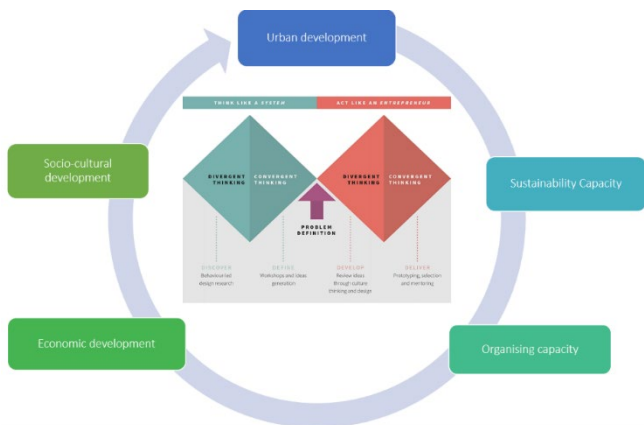 Urban development
THINK LIKE A SYSTEM
ACT LIKE AN ENTREPRENEUR
Socio-cultural
development
Sustainability Capacity
DIVERGENT
THINKING
CONVERGENT
THINKING
DIVERGENT
THINKING
CONVERGENT
THINKING
PROBLEM
DEFINITION
DISCOVER
Behavioural led
design research
DEFINE
Workshops and ideas
generation
DEVELOP
Review ideas
through culture
thinking and design
DELIVER
Prototyping, selection
and mentoring
Economic development
Organising capacity